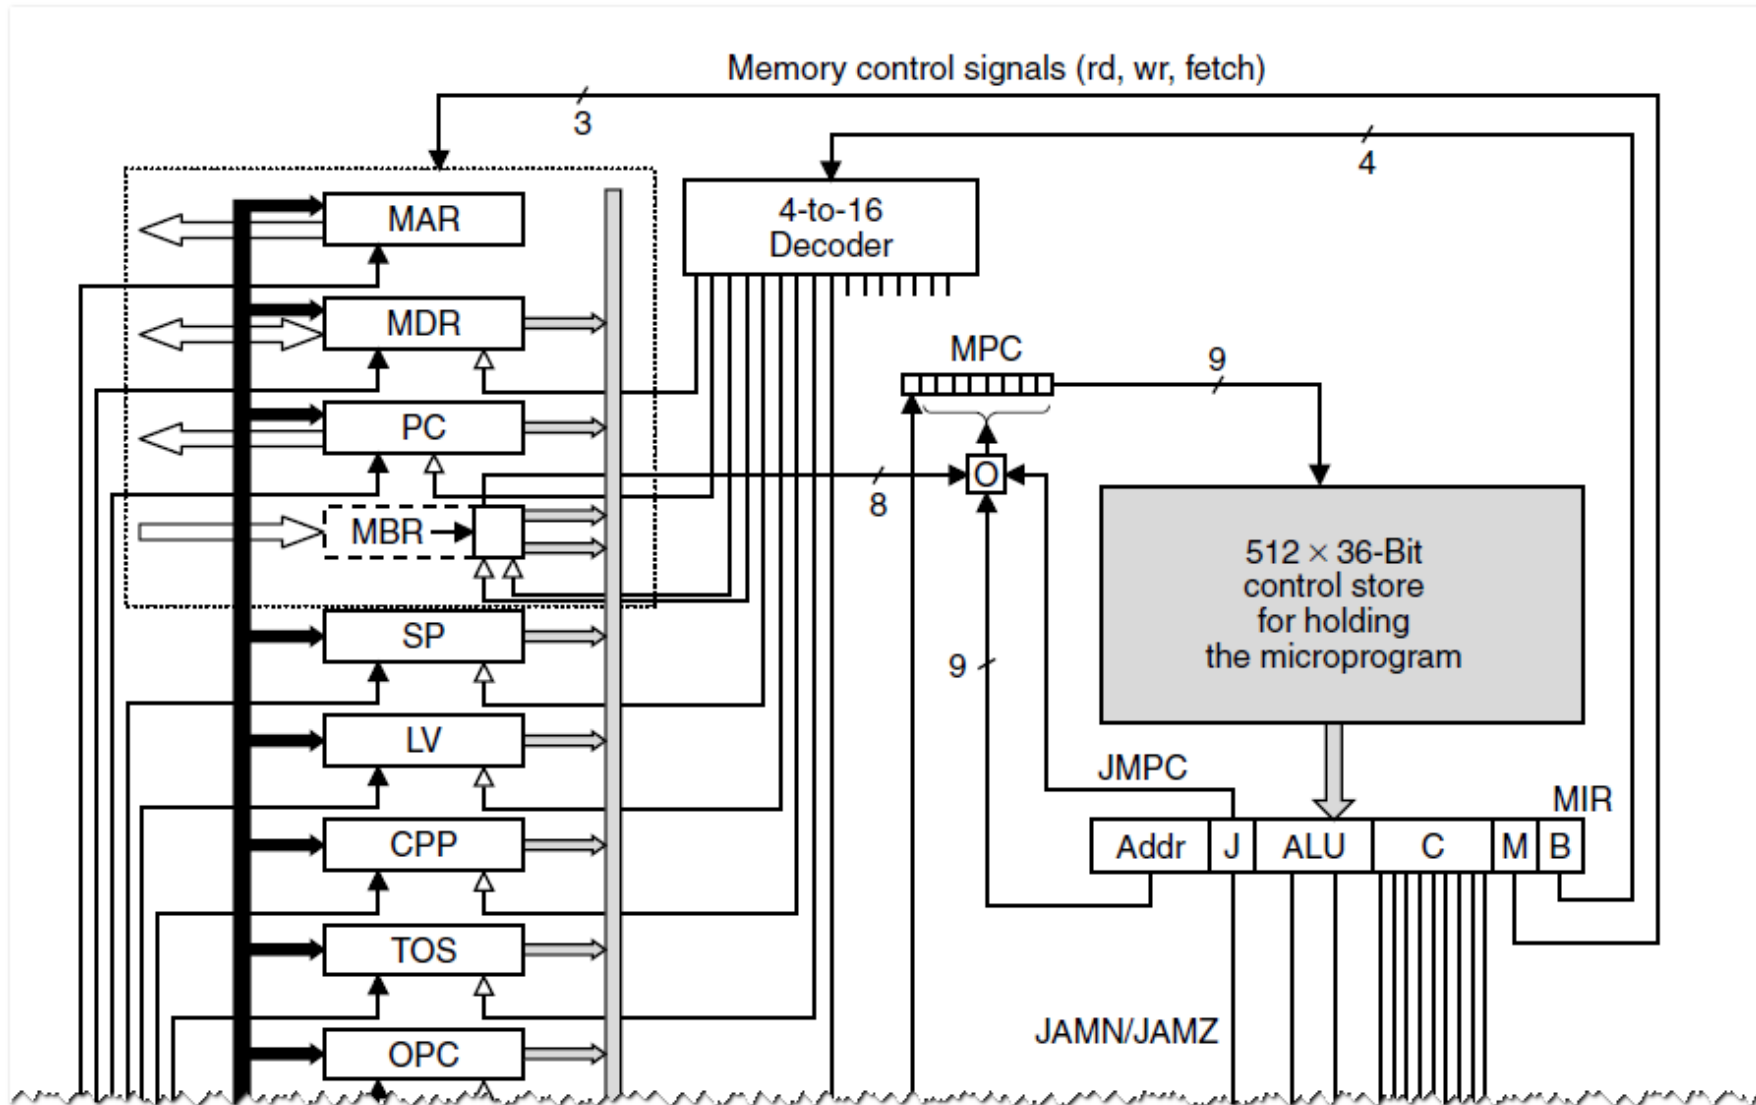 Memory control signals (rd, wr, fetch)
3
4
MAR
4-to-16
Decoder
MDR
MPC
9
PC
O
8
MBR
512 × 36-Bit
control store
for holding
the microprogram
SP
9
LV
JMPC
MIR
Addr J ALU C M B
CPP
TOS
JAMN/JAMZ
OPC